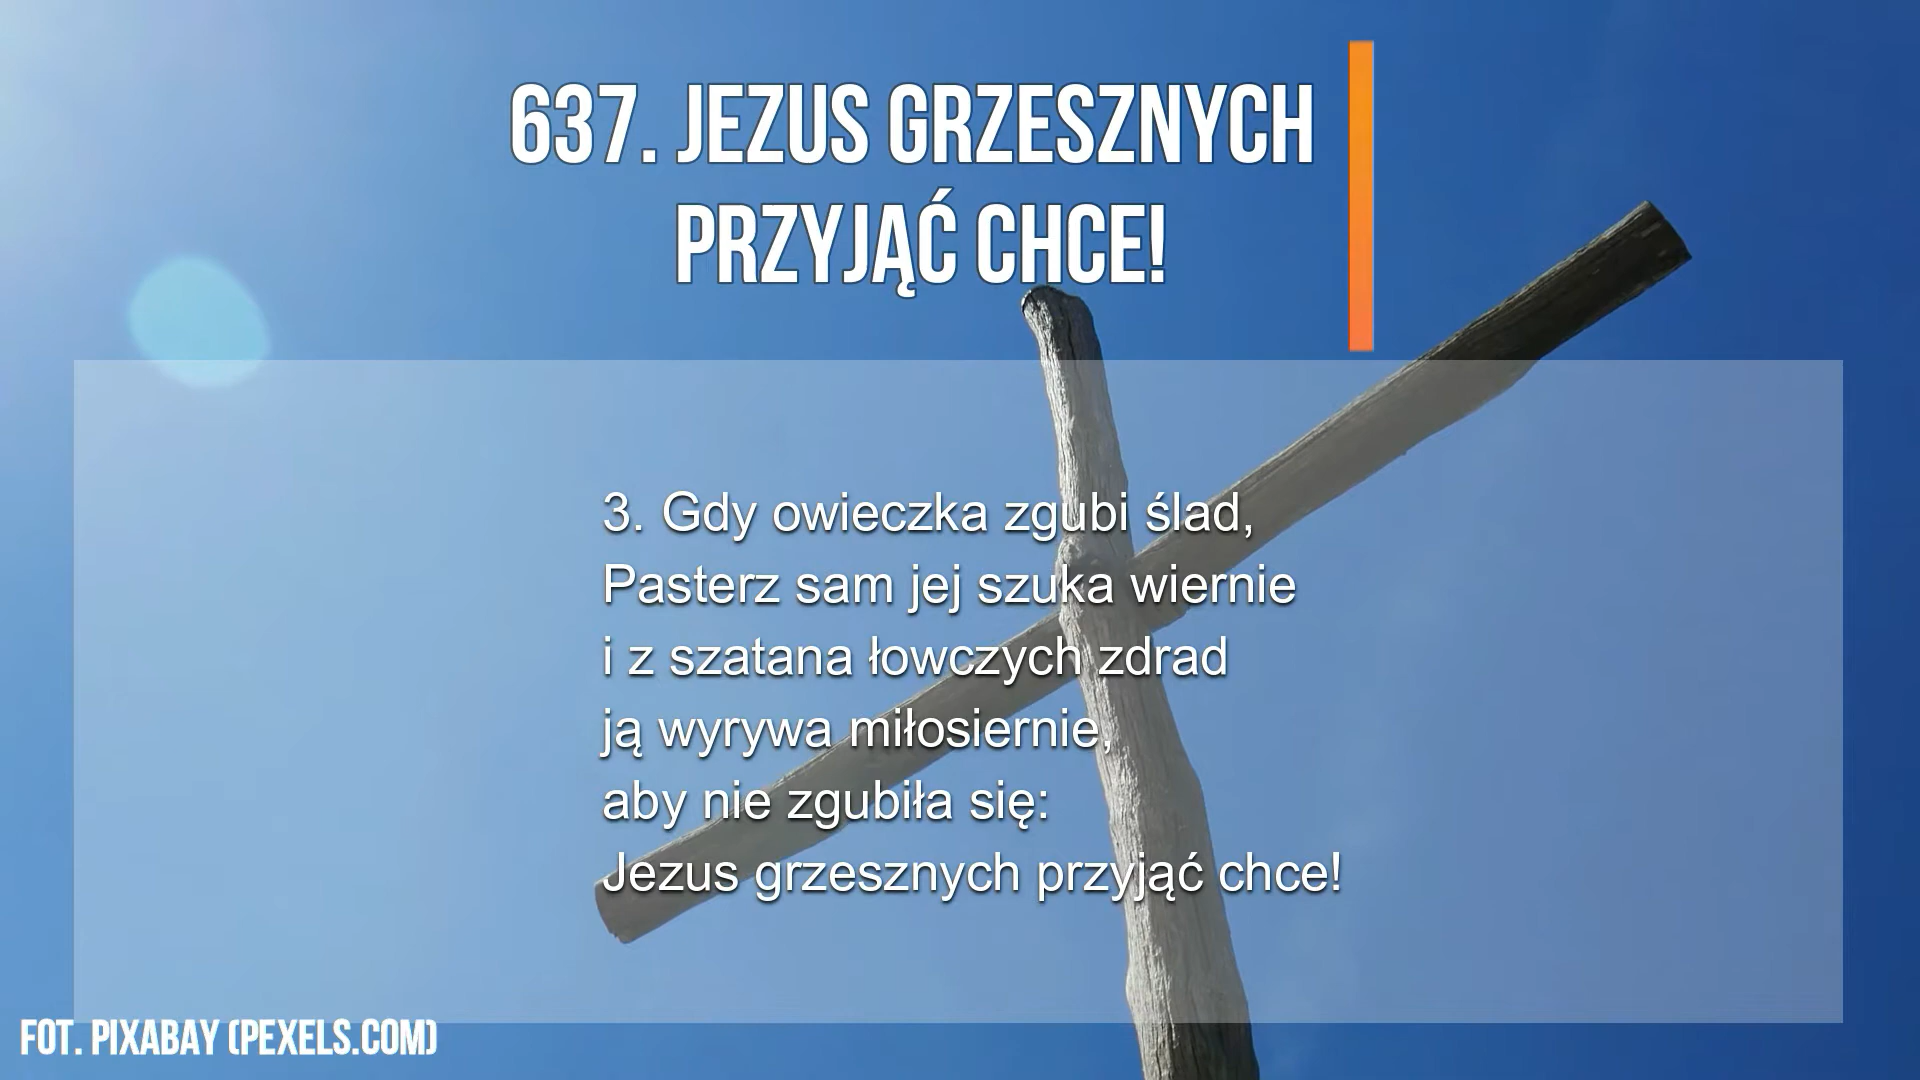 637. JEZUS GRZESZNYCH
PRZYJĄĆ CHCE!
3. Gdy owieczka zgubi ślad,
Pasterz sam jej szuka wiernie
i z szatana łowczych zdrad
ją wyrywa miłosiernie,
aby nie zgubiła się:
Jezus grzesznych przyjąć chce!
FOT. PIXABAY (PEXELS.COM)